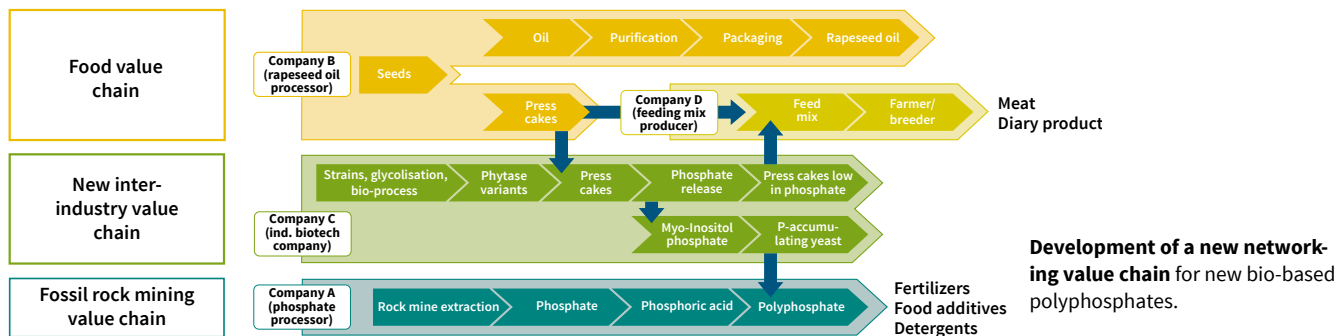 Food value
chain
Company B
(rapeseed oil
processor)
Seeds
Oil
Purification
Packaging
Rapeseed oil
Press
cakes
Company D
(feeding mix
producer)
Feed
mix
Farmer/
breeder
Meat
Diary product
New inter-
industry value
chain
Company C
(ind. biotech
company)
Strains, glycolisation,
bio-process
Phytase
variants
Press
cakes
Phosphate
release
Press cakes low
in phosphate
Myo-Inositol
phosphate
P-accumu-
lating yeast
Fossil rock mining
value chain
Company A
(phosphate
processor)
Rock mine extraction
Phosphate
Phosphoric acid
Polyphosphate
Fertilizers
Food additives
Detergents
Development of a new network-
ing value chain for new bio-based
polyphosphates.